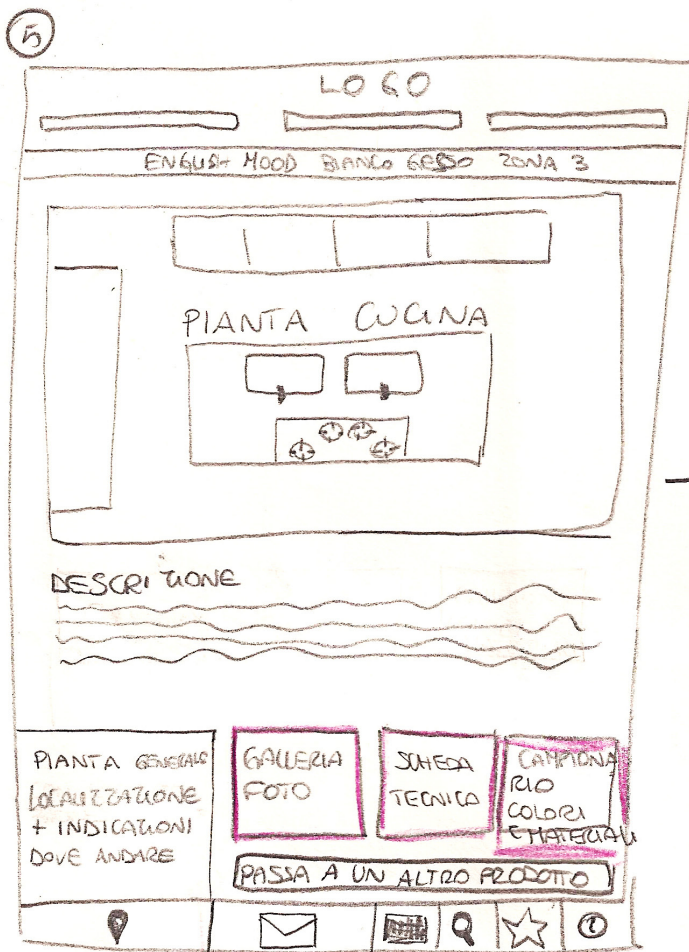 5
LOGO
ENGLISH MOOD BIANCO GESSO ZONA 3
PIANTA CUCINA
DESCRIZIONE
PIANTA GENERALE
LOCALIZZAZIONE
+ INDICAZIONI
DOVE ANDARE
GALLERIA
FOTO
SCHEDA
TECNICA
CAMPIONA
RIO
COLORI
E MATERIALI
PASSA A UN ALTRO PRODOTTO
i